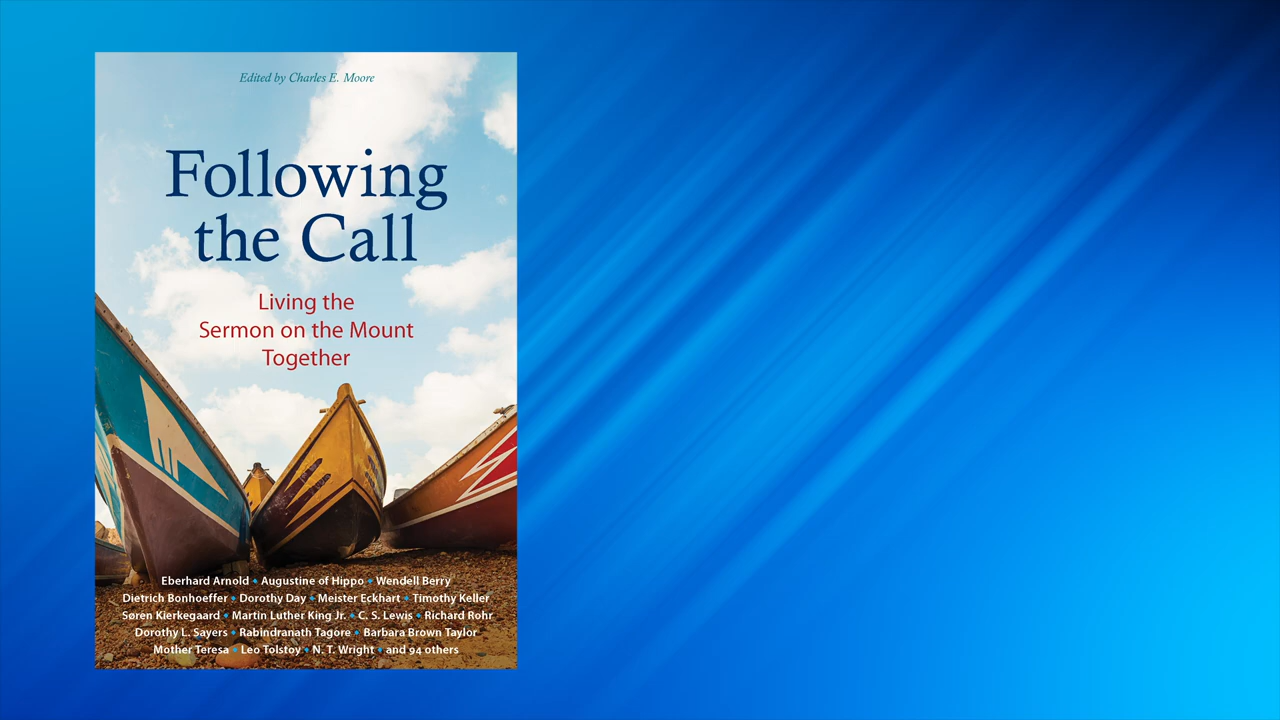 Edited by Charles E. Moore
Following
the Call
Living the
Sermon on the Mount
Together
Eberhard Arnold • Augustine of Hippo • Wendell Berry
Dietrich Bonhoeffer • Dorothy Day • Meister Eckhart • Timothy Keller
Søren Kierkegaard • Martin Luther King Jr. • C. S. Lewis • Richard Rohr
Dorothy L. Sayers • Rabindranath Tagore • Barbara Brown Taylor
Mother Teresa • Leo Tolstoy • N. T. Wright • and 94 others